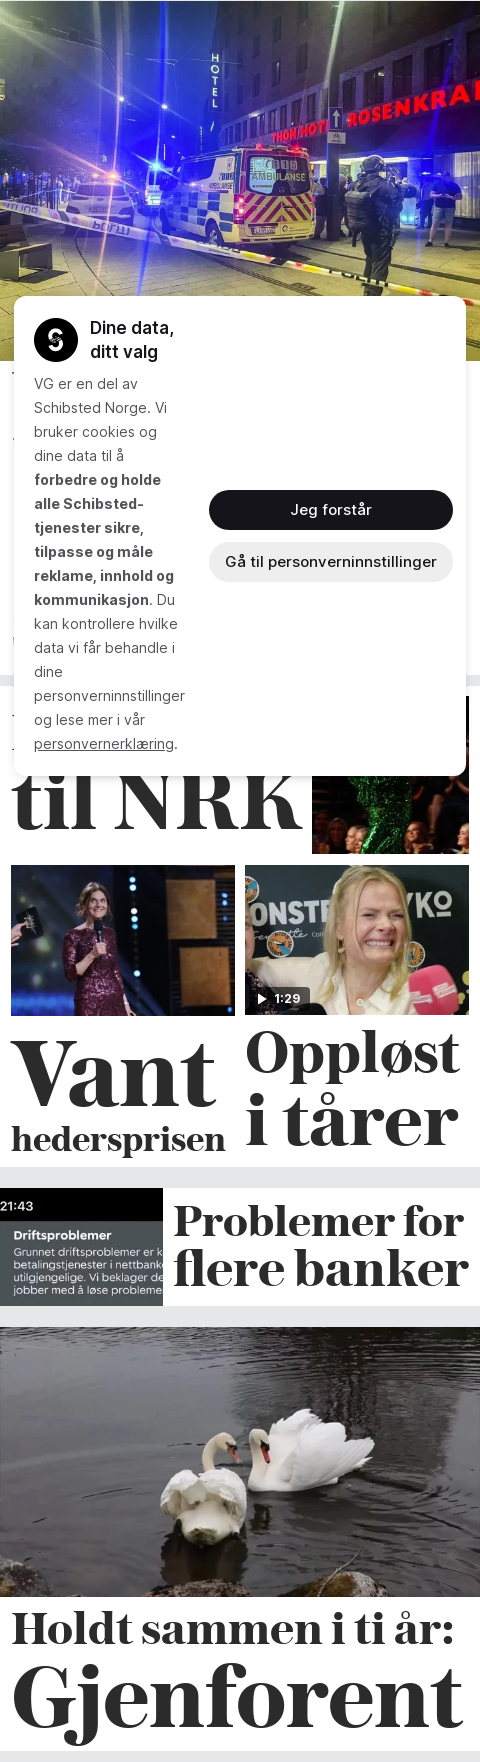 HOTEL
THON HOTEL ROSENKRA
AMBULANSE
AMBULANSE
POLITI
POLITI
Dine data,
ditt valg
VG er en del av
Schibsted Norge. Vi
bruker cookies og
dine data til å
forbedre og holde
alle Schibsted-
tjenester sikre,
tilpasse og måle
reklame, innhold og
kommunikasjon. Du
kan kontrollere hvilke
data vi får behandle i
dine
personverninnstillinger
og lese mer i vår
personvernerklæring.
Jeg forstår
Gå til personverninnstillinger
til NRK
1:29
Vant
hedersprisen
Oppløst
i tårer
21:43
Driftsproblemer
Grunnet driftsproblemer er k
betalingstjenester i nettbank
utilgjengelige. Vi beklager de
jobber med å løse probleme
Problemer for
flere banker
Holdt sammen i ti år:
Gjenforent